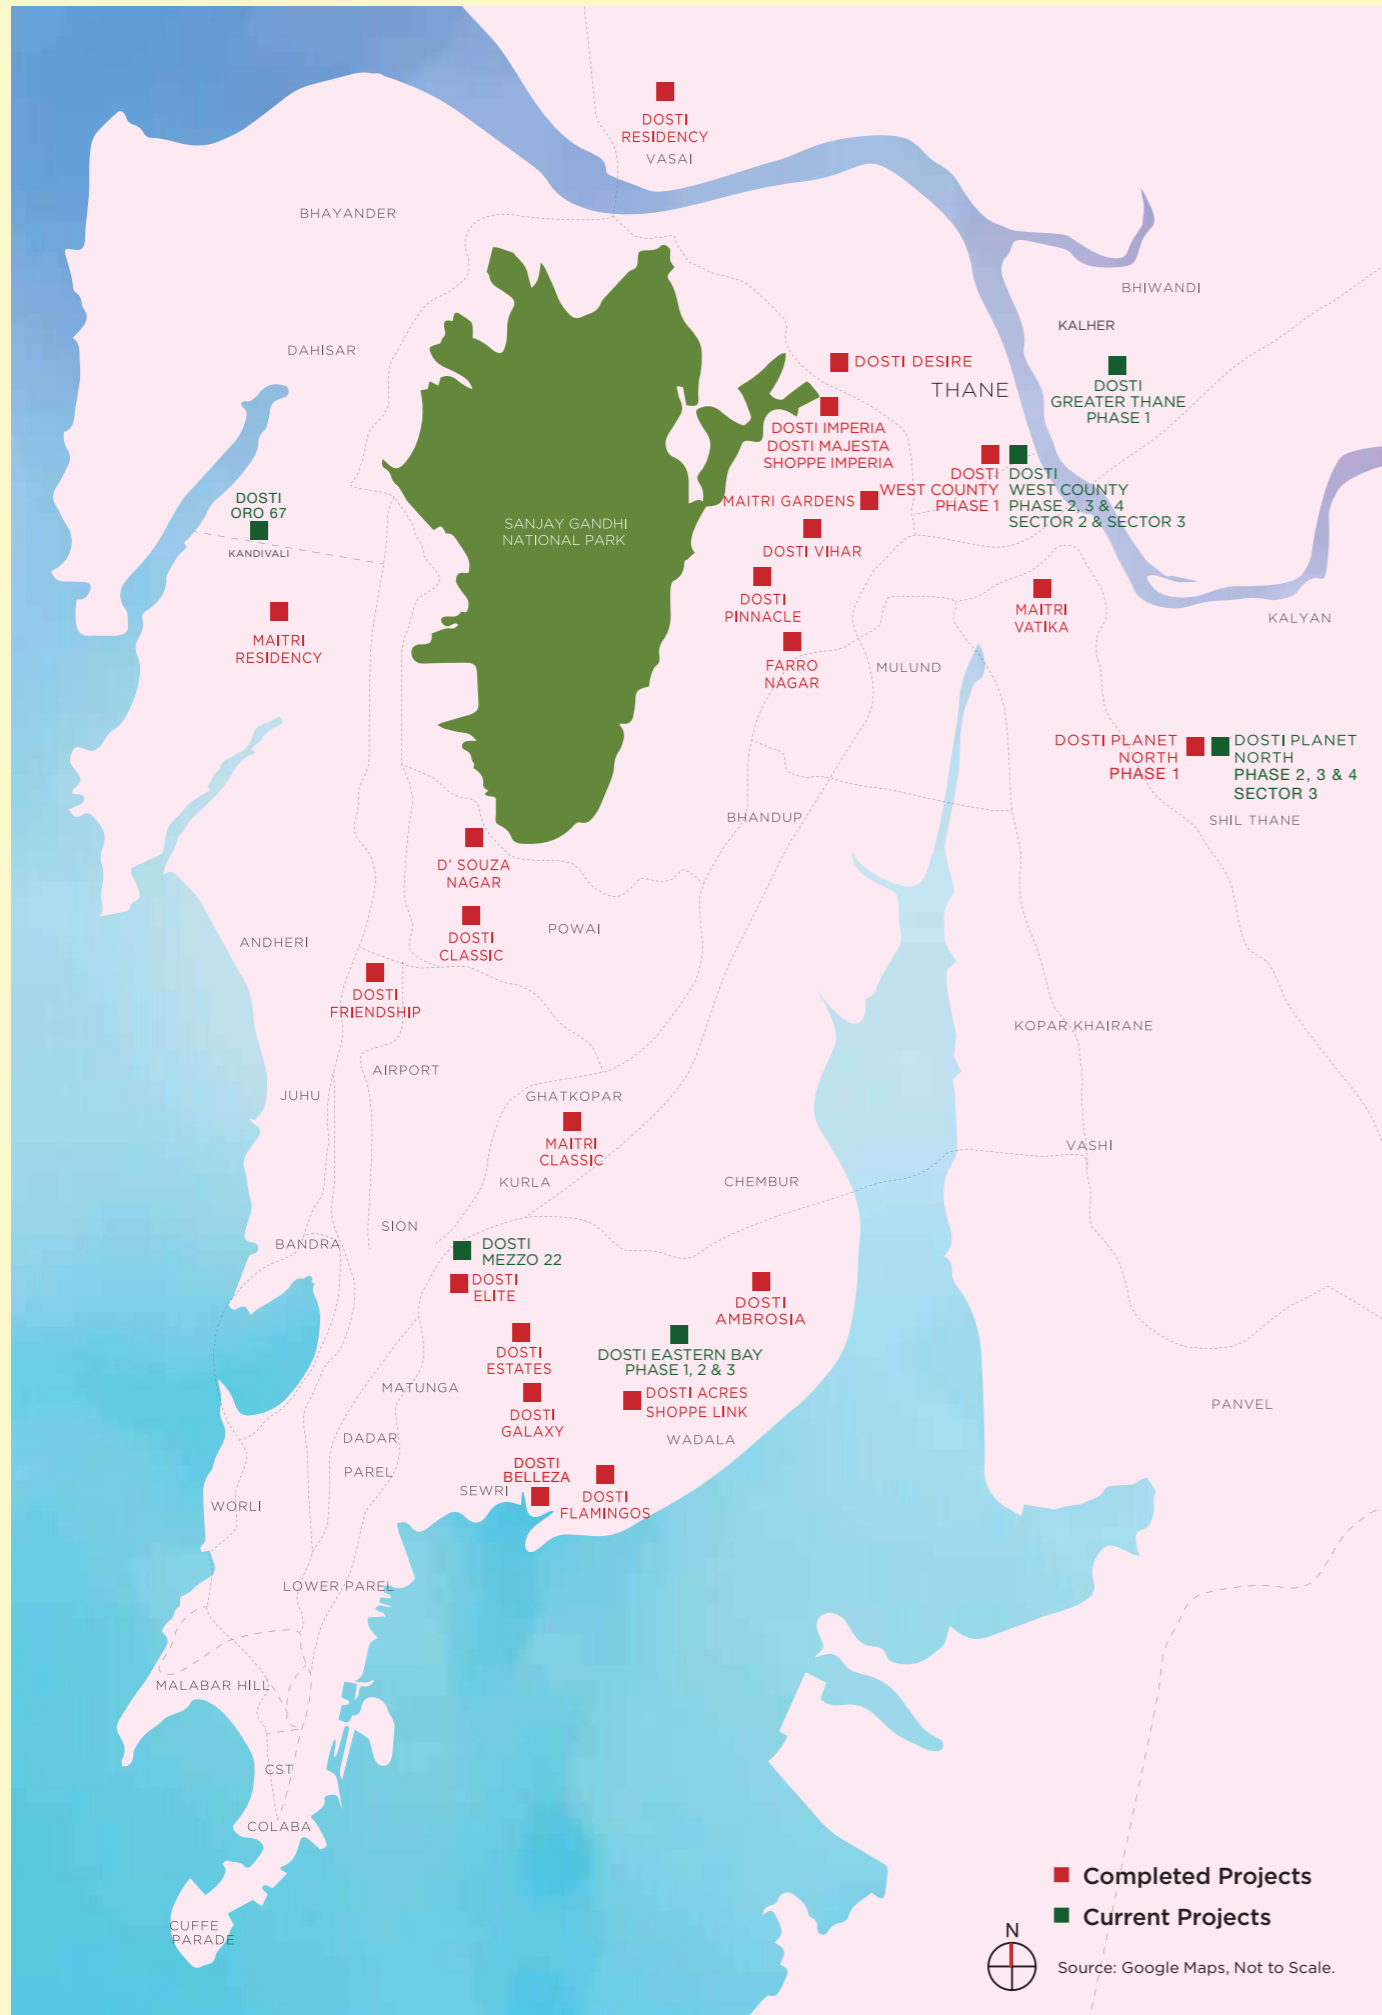 DOSTI
RESIDENCY
VASAI
BHAYANDER
BHIWANDI
KALHER
DAHISAR
DOSTI DESIRE
THANE
DOSTI
GREATER THANE
PHASE 1
DOSTI IMPERIA
DOSTI MAJESTA
SHOPPE IMPERIA
DOSTI
WEST COUNTY
PHASE 1
DOSTI
WEST COUNTY
PHASE 2, 3 & 4
SECTOR 2 & SECTOR 3
MAITRI GARDENS
DOSTI
ORO 67
KANDIVALI
SANJAY GANDHI
NATIONAL PARK
DOSTI VIHAR
DOSTI
PINNACLE
MAITRI
VATIKA
KALYAN
MAITRI
RESIDENCY
FARRO
NAGAR
MULUND
DOSTI PLANET
NORTH
PHASE 1
DOSTI PLANET
NORTH
PHASE 2, 3 & 4
SECTOR 3
SHIL THANE
BHANDUP
D' SOUZA
NAGAR
DOSTI
CLASSIC
POWAI
ANDHERI
DOSTI
FRIENDSHIP
KOPAR KHAIRANE
AIRPORT
JUHU
GHATKOPAR
MAITRI
CLASSIC
VASHI
KURLA
CHEMBUR
SION
BANDRA
DOSTI
MEZZO 22
DOSTI
ELITE
DOSTI
AMBROSIA
DOSTI
ESTATES
DOSTI EASTERN BAY
PHASE 1, 2 & 3
MATUNGA
DOSTI ACRES
SHOPPE LINK
DOSTI
GALAXY
PANVEL
DADAR
WADALA
PAREL
DOSTI
BELLEZA
SEWRI
DOSTI
FLAMINGOS
WORLI
LOWER PAREL
MALABAR HILL
CST
COLABA
CUFFE
PARADE
Completed Projects
Current Projects
N
Source: Google Maps, Not to Scale.